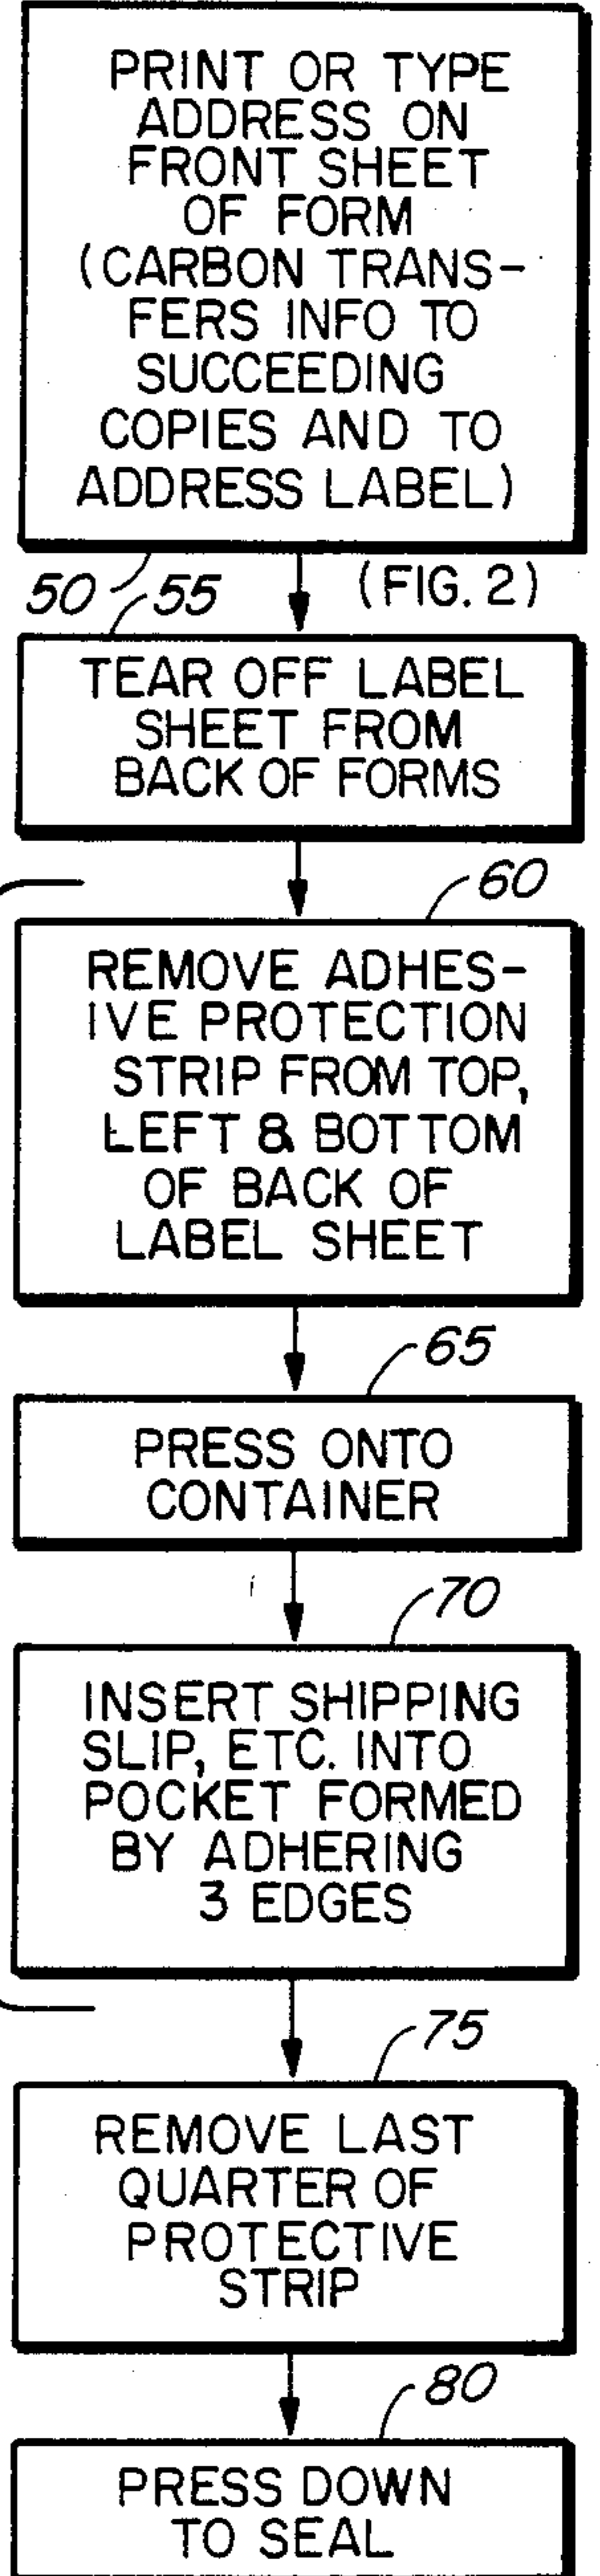 PRINT OR TYPE
ADDRESS ON
FRONT SHEET
OF FORM
(CARBON TRANS-
FERS INFO TO
SUCCEEDING
COPIES AND TO
ADDRESS LABEL)
50 55 (FIG. 2)
TEAR OFF LABEL
SHEET FROM
BACK OF FORMS
60
REMOVE ADHES-
IVE PROTECTION
STRIP FROM TOP,
LEFT & BOTTOM
OF BACK OF
LABEL SHEET
65
PRESS ONTO
CONTAINER
70
INSERT SHIPPING
SLIP, ETC. INTO
POCKET FORMED
BY ADHERING
3 EDGES
75
REMOVE LAST
QUARTER OF
PROTECTIVE
STRIP
80
PRESS DOWN
TO SEAL